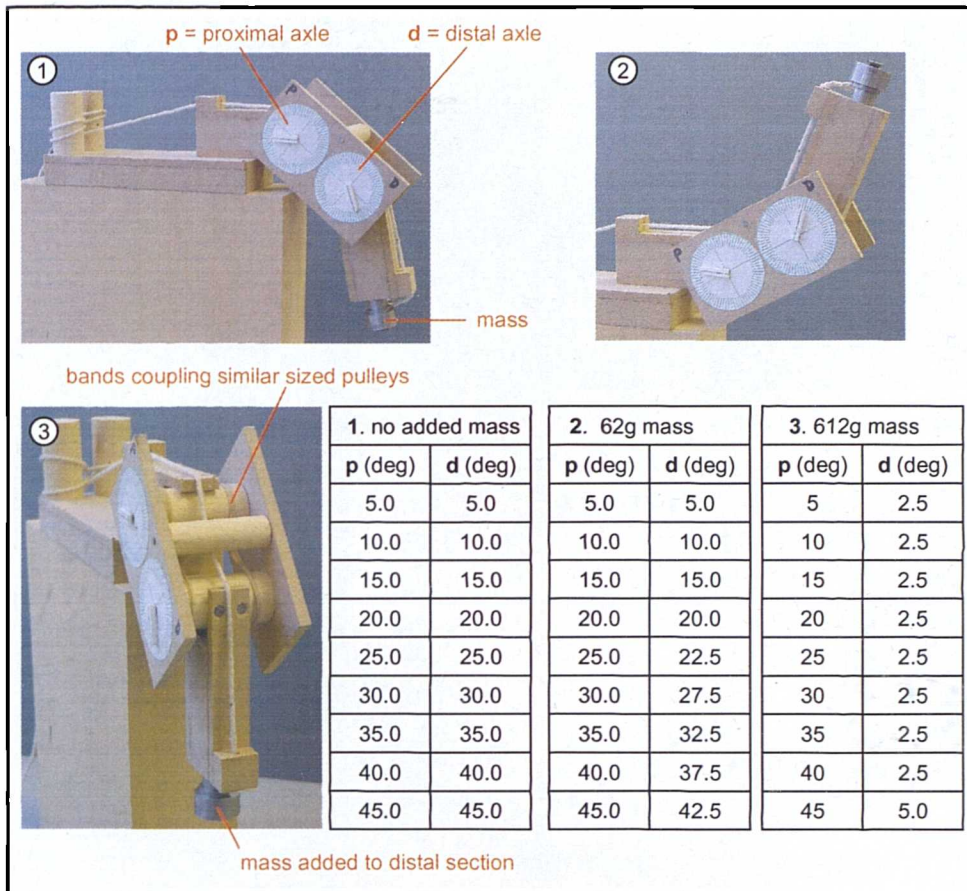 p = proximal axle
d = distal axle
1
2
mass
bands coupling similar sized pulleys
3
1. no added mass
p (deg) d (deg)
5.0 5.0
10.0 10.0
15.0 15.0
20.0 20.0
25.0 25.0
30.0 30.0
35.0 35.0
40.0 40.0
45.0 45.0
2. 62g mass
p (deg) d (deg)
5.0 5.0
10.0 10.0
15.0 15.0
20.0 20.0
25.0 22.5
30.0 27.5
35.0 32.5
40.0 37.5
45.0 42.5
3. 612g mass
p (deg) d (deg)
5 2.5
10 2.5
15 2.5
20 2.5
25 2.5
30 2.5
35 2.5
40 2.5
45 5.0
mass added to distal section